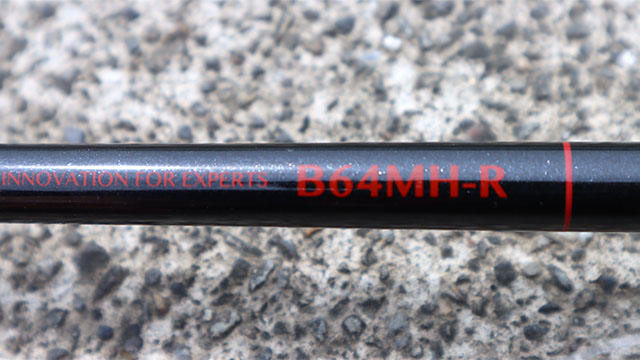 INNOVATION FOR EXPERTS B64MH-R